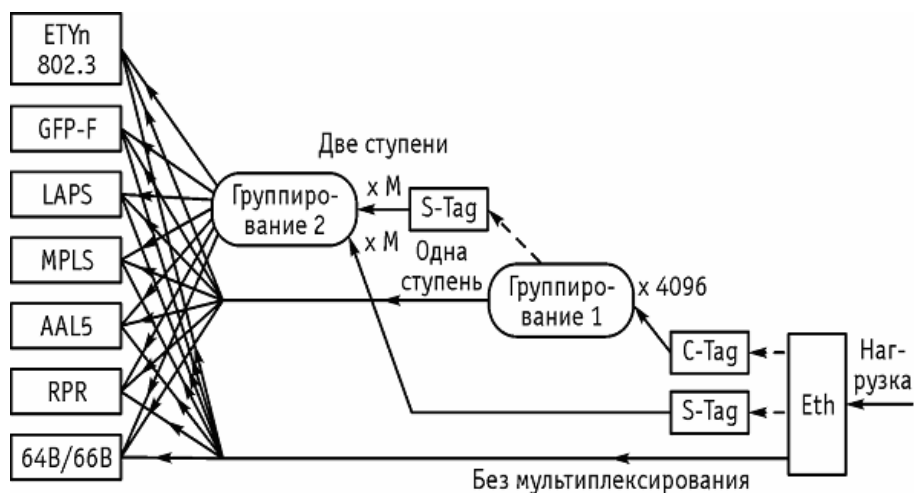 ETYn
802.3
GFP-F
LAPS
MPLS
AAL5
RPR
64B/66B
Две ступени
Группиро-
вание 2
x M
S-Tag
x M
Одна
ступень
Группиро-
вание 1
x 4096
C-Tag
S-Tag
Eth
Наг-
рузка
Без мультиплексирования